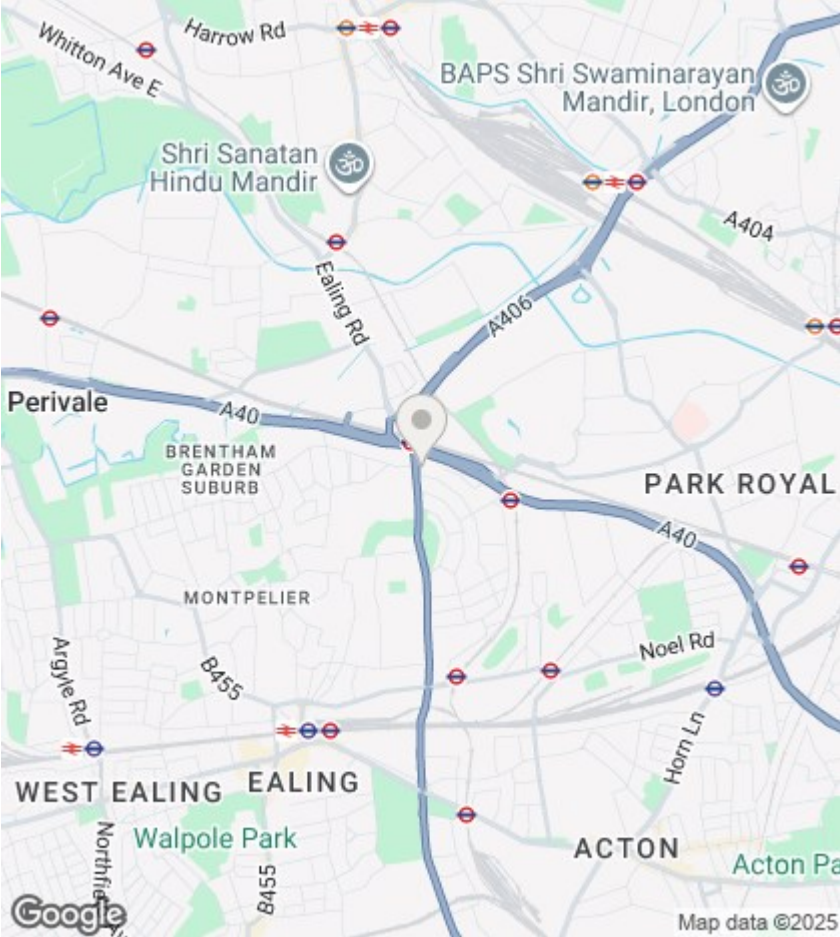 Harrow Rd
Whitton Ave E
BAPS Shri Swaminarayan
Mandir, London
Shri Sanatan
Hindu Mandir
A404
Ealing Rd
A406
Perivale
A40
BRENTHAM
GARDEN
SUBURB
PARK ROYAL
A40
MONTPELIER
Noel Rd
Argyle Rd
B455
Horn Ln
WEST EALING
EALING
Walpole Park
ACTON
Acton Pa
B455
Google
Map data ©2025